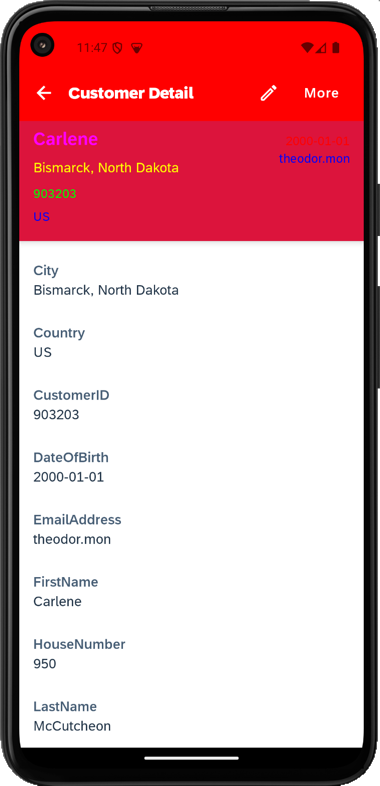 11:47
Customer Detail
More
Carlene
2000-01-01
Bismarck, North Dakota
theodor.mon
903203
US
City
Bismarck, North Dakota
Country
US
CustomerID
903203
DateOfBirth
2000-01-01
EmailAddress
theodor.mon
FirstName
Carlene
HouseNumber
950
LastName
McCutcheon